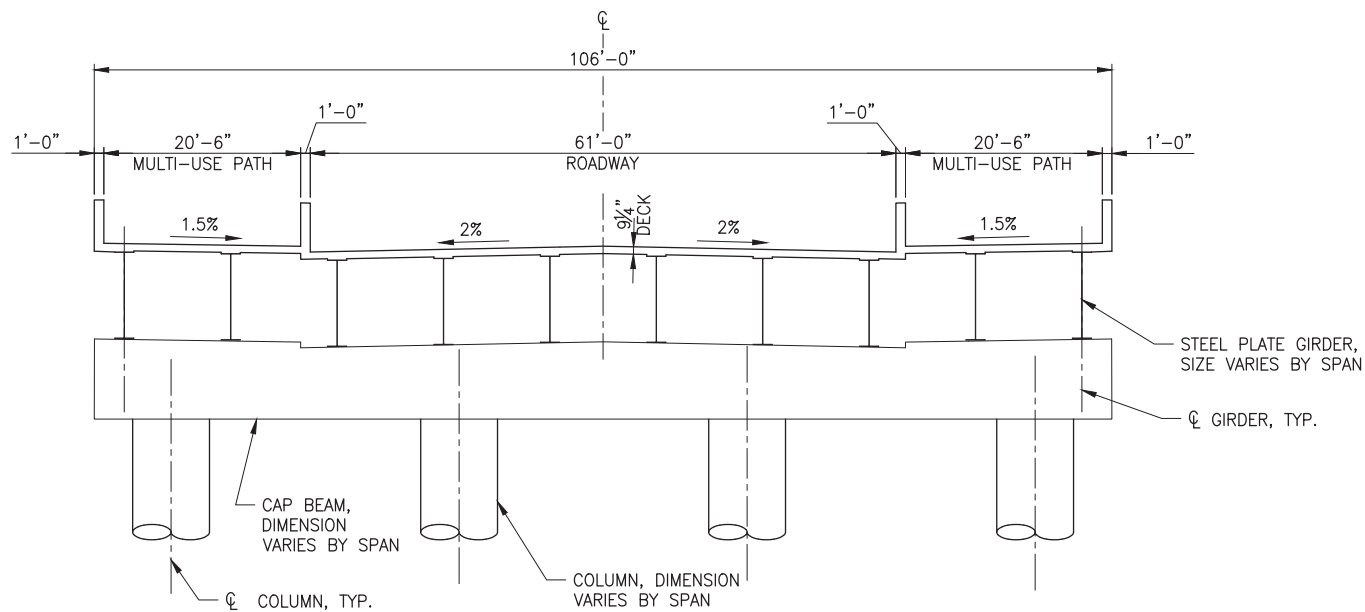 ℄
106'-0"
1'-0"
1'-0"
1'-0"
20'-6"
61'-0"
20'-6"
1'-0"
MULTI-USE PATH
ROADWAY
MULTI-USE PATH
1.5%
2%
9¼"
DECK
2%
1.5%
STEEL PLATE GIRDER,
SIZE VARIES BY SPAN
℄ GIRDER, TYP.
CAP BEAM,
DIMENSION
VARIES BY SPAN
COLUMN, DIMENSION
VARIES BY SPAN
℄ COLUMN, TYP.